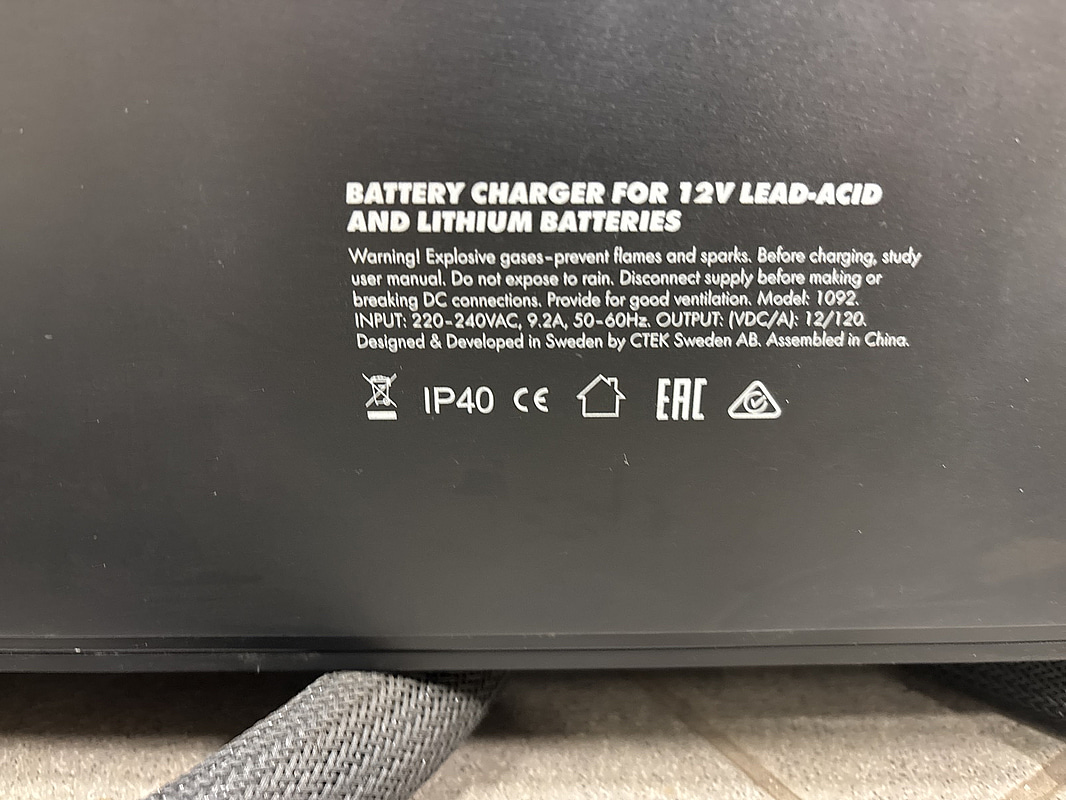 BATTERY CHARGER FOR 12V LEAD-ACID
AND LITHIUM BATTERIES
Warning! Explosive gases-prevent flames and sparks. Before charging, study
user manual. Do not expose to rain. Disconnect supply before making or
breaking DC connections. Provide for good ventilation. Model: 1092.
INPUT: 220-240VAC, 9.2A, 50-60Hz. OUTPUT: (VDC/A): 12/120.
Designed & Developed in Sweden by CTEK Sweden AB. Assembled in China.
IP40 CE EAC